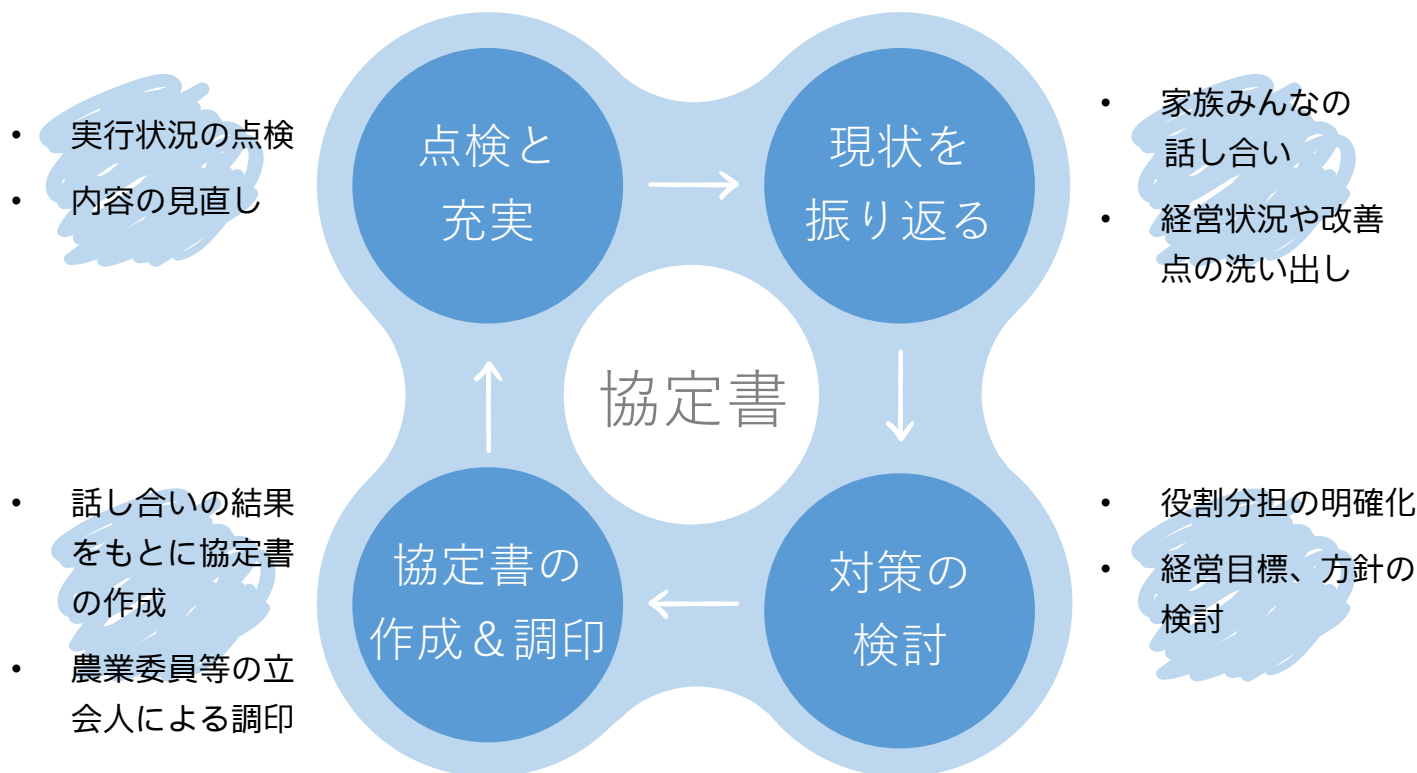 • 実行状況の点検
• 内容の見直し
点検と
充実
現状を
振り返る
• 家族みんなの
話し合い
• 経営状況や改善
点の洗い出し
協定書
• 話し合いの結果
をもとに協定書
の作成
• 農業委員等の立
会人による調印
協定書の
作成＆調印
対策の
検討
• 役割分担の明確化
• 経営目標、方針の
検討